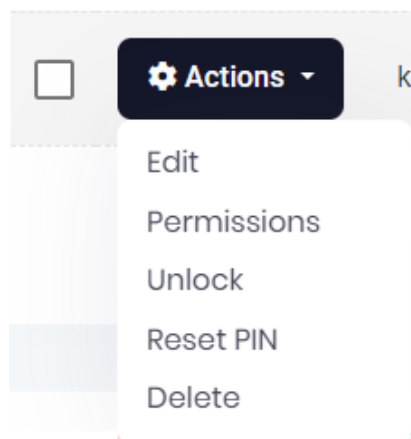 Actions k
Edit
Permissions
Unlock
Reset PIN
Delete